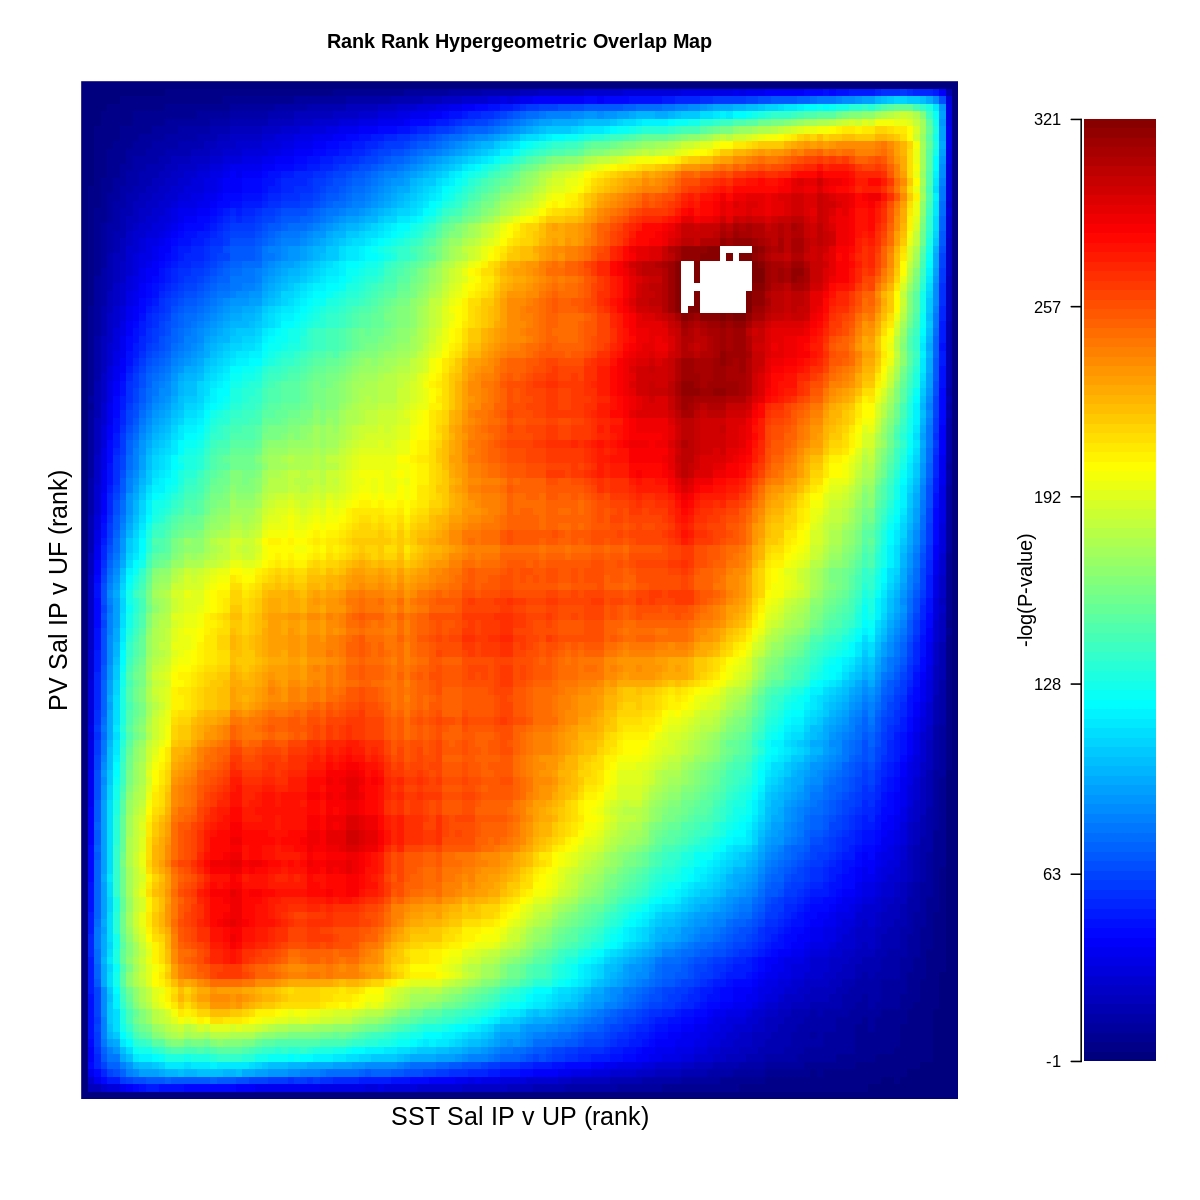 Rank Rank Hypergeometric Overlap Map
321
257
192
128
63
-1
-log(P-value)
PV Sal IP v UF (rank)
SST Sal IP v UP (rank)